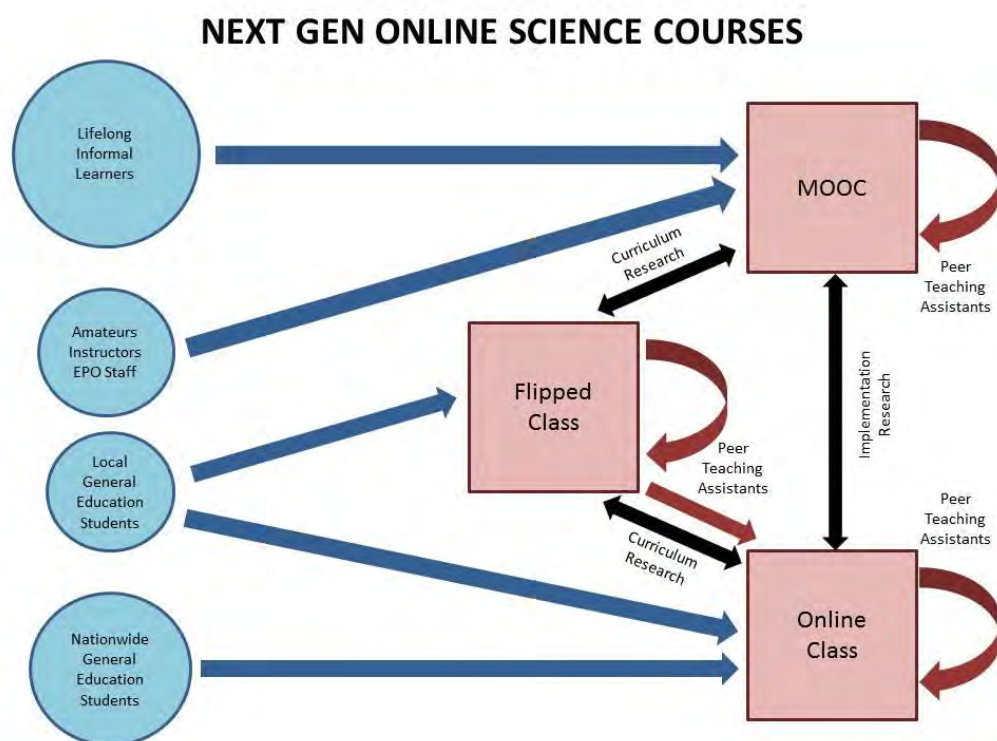 NEXT GEN ONLINE SCIENCE COURSES
Lifelong
Informal
Learners
MOOC
Peer
Teaching
Assistants
Curriculum
Research
Amateurs
Instructors
EPO Staff
Flipped
Class
Implementation
Research
Peer
Teaching
Assistants
Local
General
Education
Students
Curriculum
Research
Peer
Teaching
Assistants
Nationwide
General
Education
Students
Online
Class